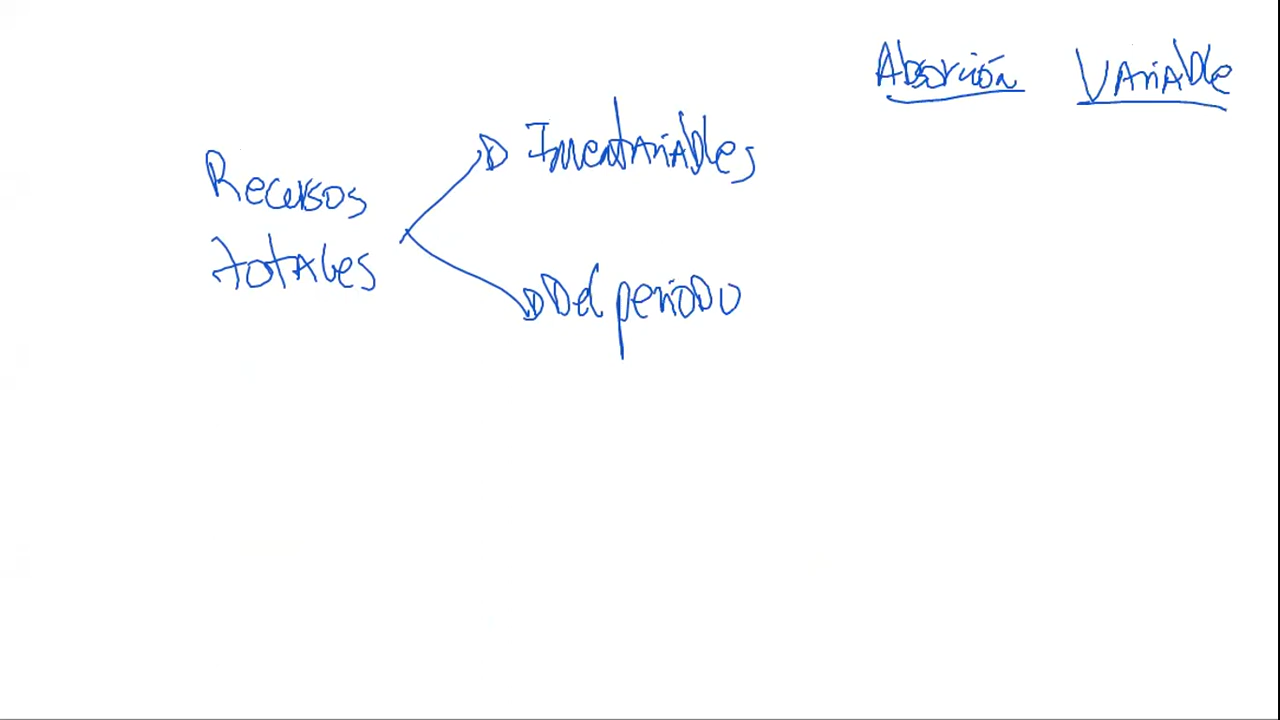 Absorción Variable
Inventariables
Recursos
totales
Del periodo